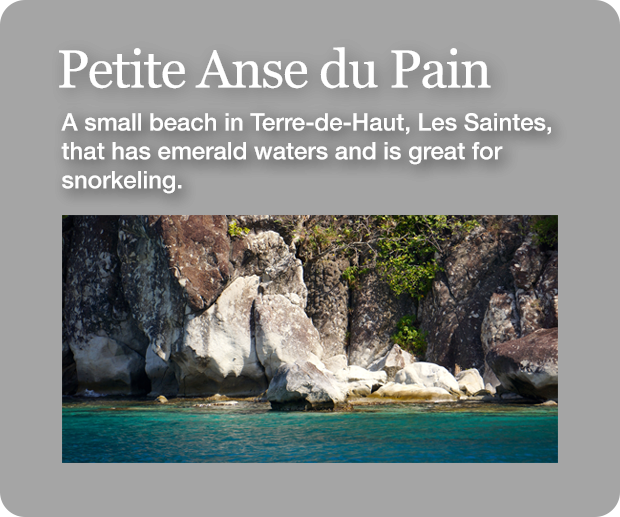 Petite Anse du Pain
A small beach in Terre-de-Haut, Les Saintes,
that has emerald waters and is great for
snorkeling.